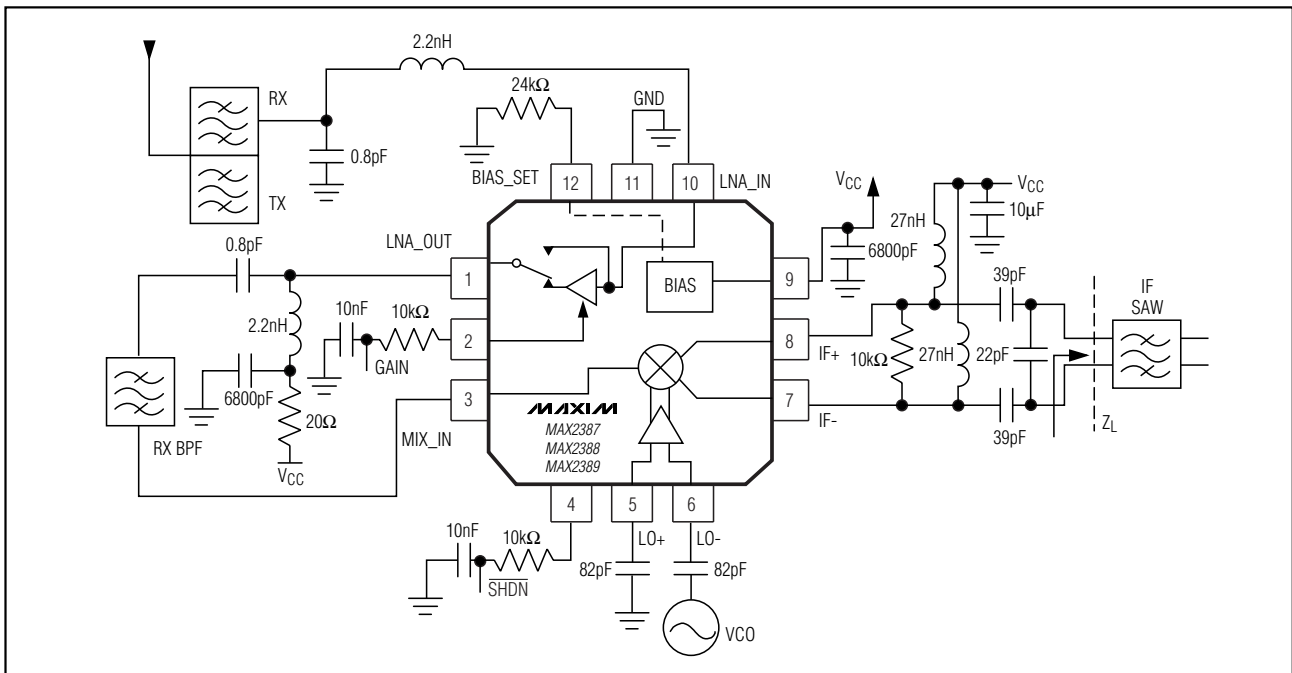 2.2nH
RX
24kΩ
GND
0.8pF
BIAS_SET
12
11
10
LNA_IN
TX
VCC
VCC
10µF
27nH
6800pF
LNA_OUT
0.8pF
1
BIAS
9
39pF
IF
SAW
10nF
10kΩ
2.2nH
2
8
IF+
GAIN
10kΩ
27nH
22pF
6800pF
3
7
MAXIM
20Ω
MIX_IN
MAX2387
MAX2388
MAX2389
IF-
39pF
ZL
RX BPF
VCC
4
5
6
10nF
10kΩ
LO+
LO-
SHDN
82pF
82pF
VCO